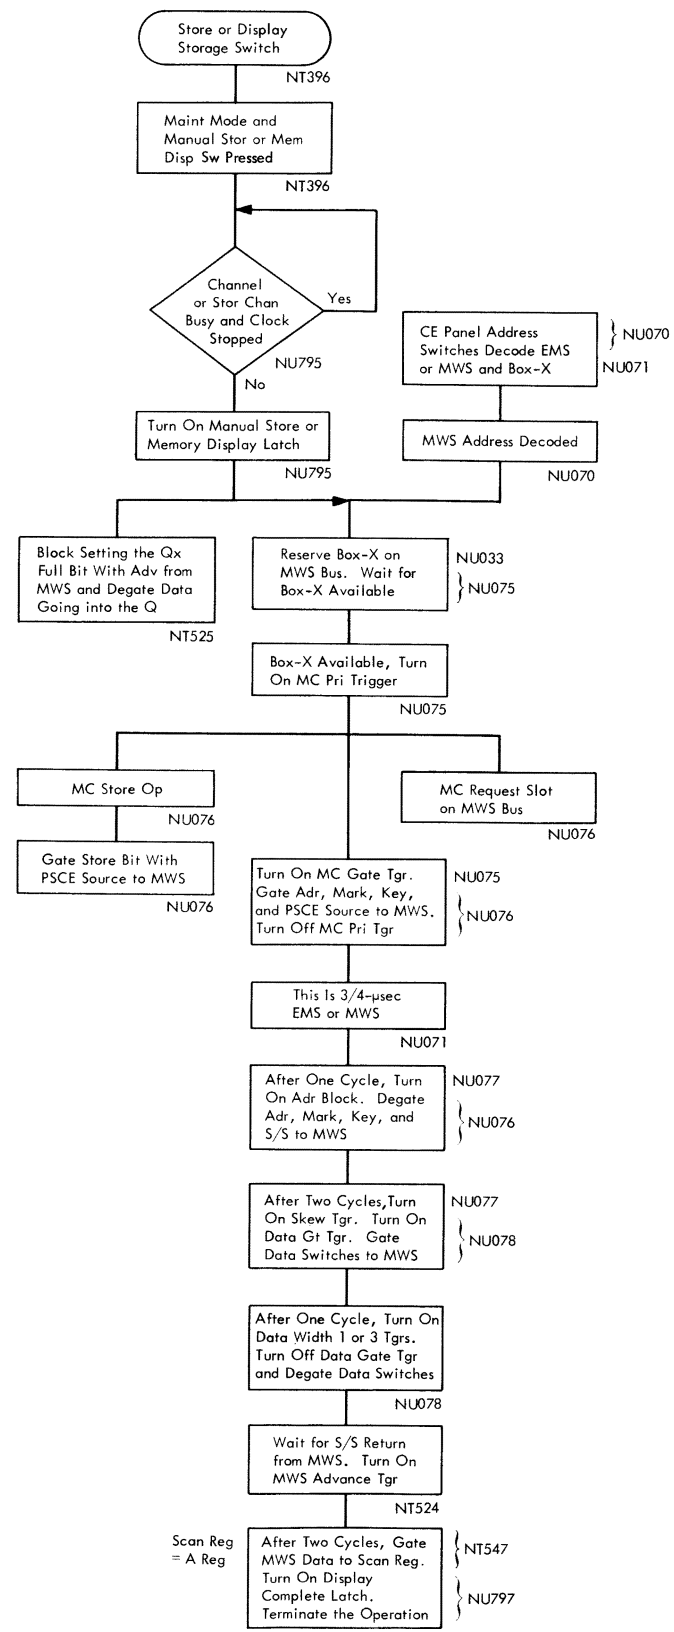 Store or Display
Storage Switch
NT396
Maint Mode and
Manual Stor or Mem
Disp Sw Pressed
NT396
Channel
or Stor Chan
Busy and Clock
Stopped
Yes
NU795
No
CE Panel Address
Switches Decode EMS
or MWS and Box-X
} NU070
NU071
Turn On Manual Store or
Memory Display Latch
NU795
MWS Address Decoded
NU070
Block Setting the Qx
Full Bit With Adv from
MWS and Degate Data
Going into the Q
NT525
Reserve Box-X on
MWS Bus. Wait for
Box-X Available
NU033
} NU075
Box-X Available, Turn
On MC Pri Trigger
NU075
MC Store Op
NU076
Gate Store Bit With
PSCE Source to MWS
NU076
MC Request Slot
on MWS Bus
NU076
Turn On MC Gate Tgr.
Gate Adr, Mark, Key,
and PSCE Source to MWS.
Turn Off MC Pri Tgr
NU075
} NU076
This Is 3/4-µsec
EMS or MWS
NU071
After One Cycle, Turn
On Adr Block. Degate
Adr, Mark, Key, and
S/S to MWS
NU077
} NU076
After Two Cycles,Turn
On Skew Tgr. Turn On
Data Gt Tgr. Gate
Data Switches to MWS
NU077
} NU078
After One Cycle, Turn On
Data Width 1 or 3 Tgrs.
Turn Off Data Gate Tgr
and Degate Data Switches
NU078
Wait for S/S Return
from MWS. Turn On
MWS Advance Tgr
NT524
Scan Reg
= A Reg
After Two Cycles, Gate
MWS Data to Scan Reg.
Turn On Display
Complete Latch.
Terminate the Operation
} NT547
} NU797